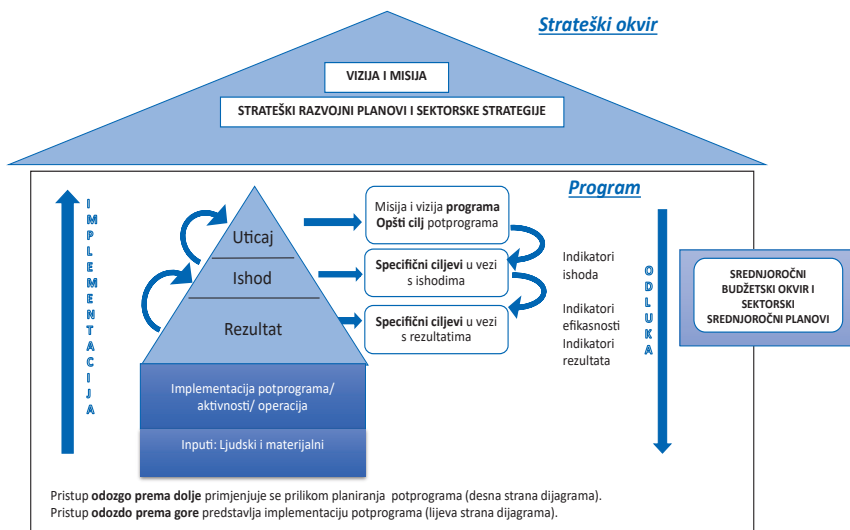 Strateški okvir
VIZIJA I MISIJA
STRATEŠKI RAZVOJNI PLANOVI I SEKTORSKE STRATEGIJE
Program
IMPLEMENTACIJA
Uticaj
Ishod
Rezultat
Implementacija potprograma/
aktivnosti/ operacija
Inputi: Ljudski i materijalni
Misija i vizija programa
Opšti cilj potprograma
Specifični ciljevi u vezi
s ishodima
Specifični ciljevi u vezi
s rezultatima
Indikatori
ishoda
Indikatori
efikasnosti
Indikatori
rezultata
ODLUKA
SREDNJOROČNI
BUDŽETSKI OKVIR I
SEKTORSKI
SREDNJOROČNI PLANOVI
Pristup odozgo prema dolje primjenjuje se prilikom planiranja potprograma (desna strana dijagrama).
Pristup odozdo prema gore predstavlja implementaciju potprograma (lijeva strana dijagrama).